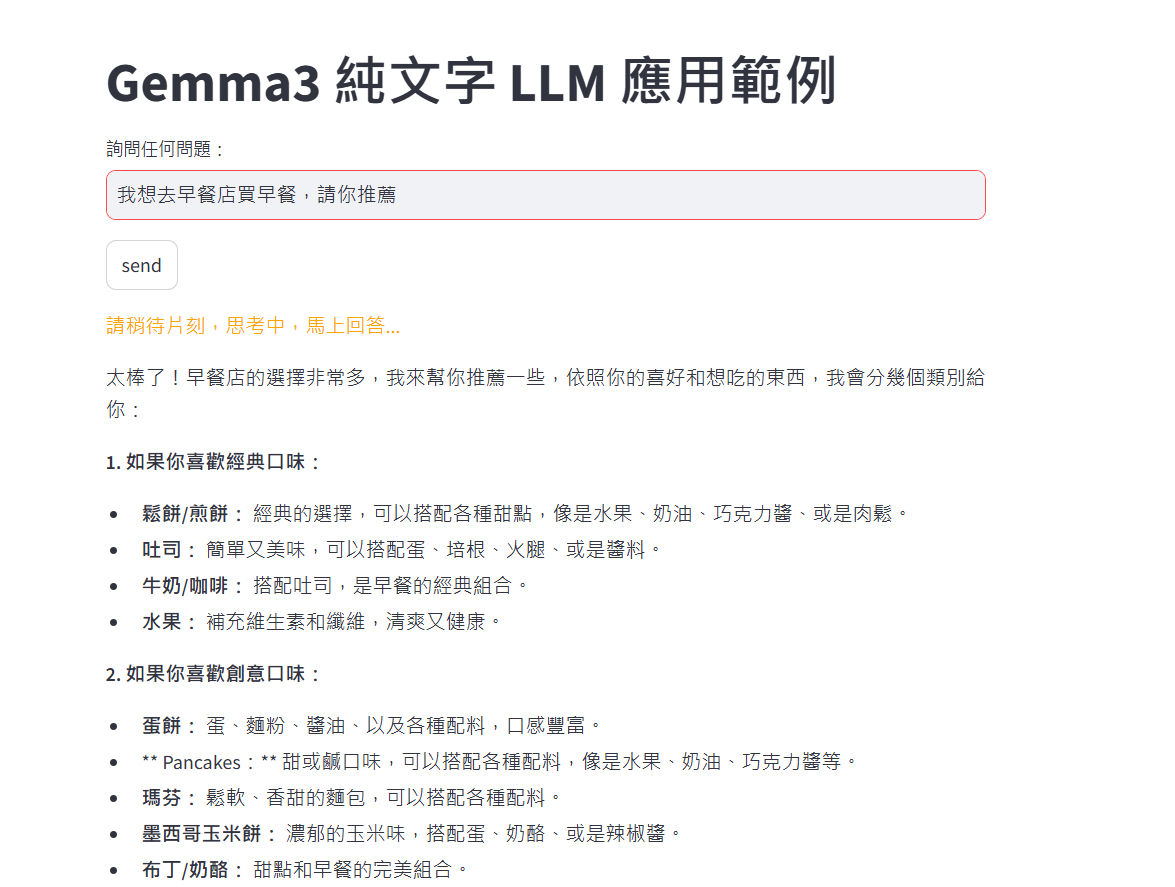 Gemma3 純文字 LLM 應用範例
詢問任何問題：
我想去早餐店買早餐，請你推薦
send
請稍待片刻，思考中，馬上回答...
太棒了！早餐店的選擇非常多，我來幫你推薦一些，依照你的喜好和想吃的東西，我會分幾個類別給
你：
1. 如果你喜歡經典口味：
• 鬆餅/煎餅： 經典的選擇，可以搭配各種甜點，像是水果、奶油、巧克力醬、或是肉鬆。
• 吐司： 簡單又美味，可以搭配蛋、培根、火腿、或是醬料。
• 牛奶/咖啡： 搭配吐司，是早餐的經典組合。
• 水果： 補充維生素和纖維，清爽又健康。
2. 如果你喜歡創意口味：
• 蛋餅： 蛋、麵粉、醬油、以及各種配料，口感豐富。
• ** Pancakes：** 甜或鹹口味，可以搭配各種配料，像是水果、奶油、巧克力醬等。
• 瑪芬： 鬆軟、香甜的麵包，可以搭配各種配料。
• 墨西哥玉米餅： 濃郁的玉米味，搭配蛋、奶酪、或是辣椒醬。
• 布丁/奶酪： 甜點和早餐的完美組合。